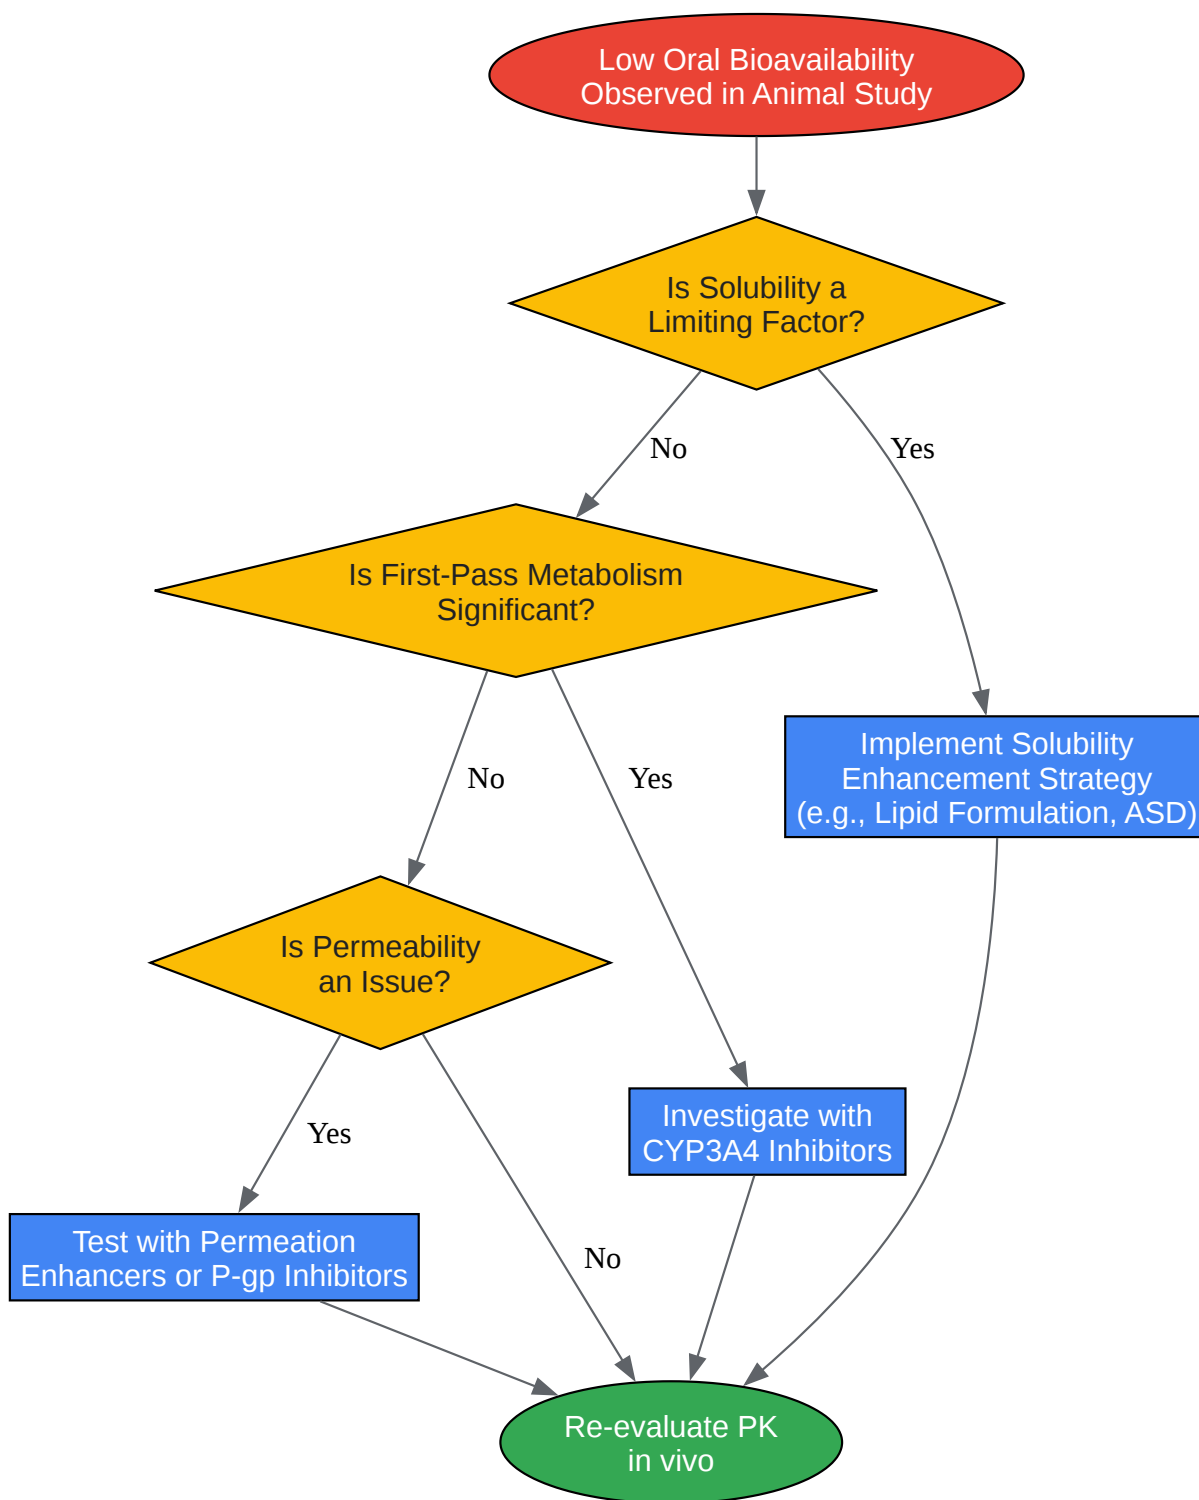 Low Oral Bioavailability
Observed in Animal Study
Is Solubility a
Limiting Factor?
No
Yes
Is First-Pass Metabolism
Significant?
No
Yes
Implement Solubility
Enhancement Strategy
(e.g., Lipid Formulation, ASD)
Is Permeability
an Issue?
Yes
No
Investigate with
CYP3A4 Inhibitors
Test with Permeation
Enhancers or P-gp Inhibitors
Re-evaluate PK
in vivo